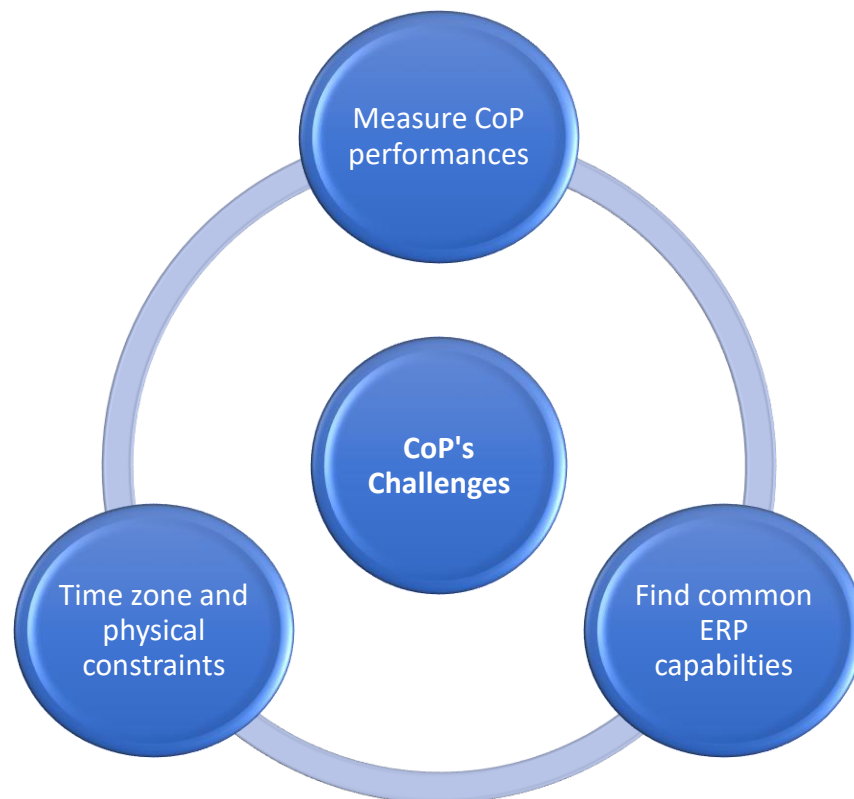 Measure CoP
performances
CoP's
Challenges
Time zone and
physical
constraints
Find common
ERP
capabilties